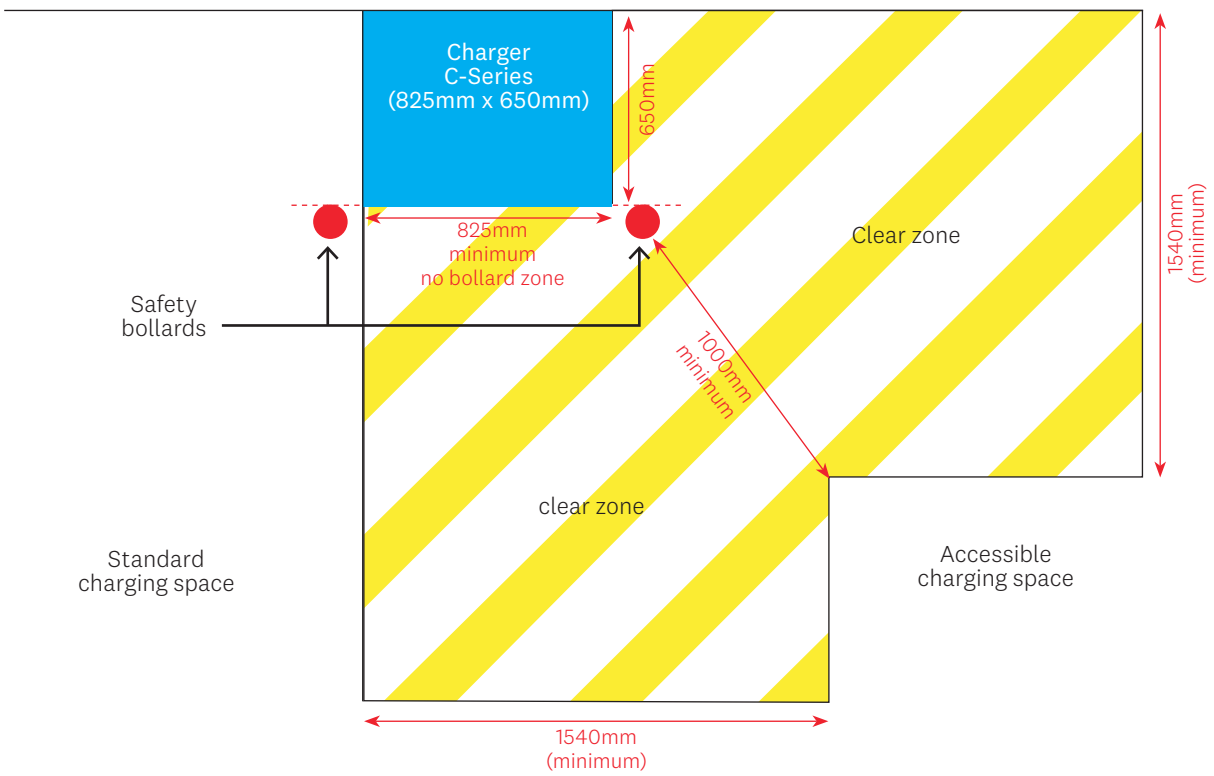 Charger
C-Series
(825mm x 650mm)
650mm
1540mm
(minimum)
825mm
minimum
no bollard zone
Clear zone
Safety
bollards
1000mm
minimum
clear zone
Standard
charging space
Accessible
charging space
1540mm
(minimum)